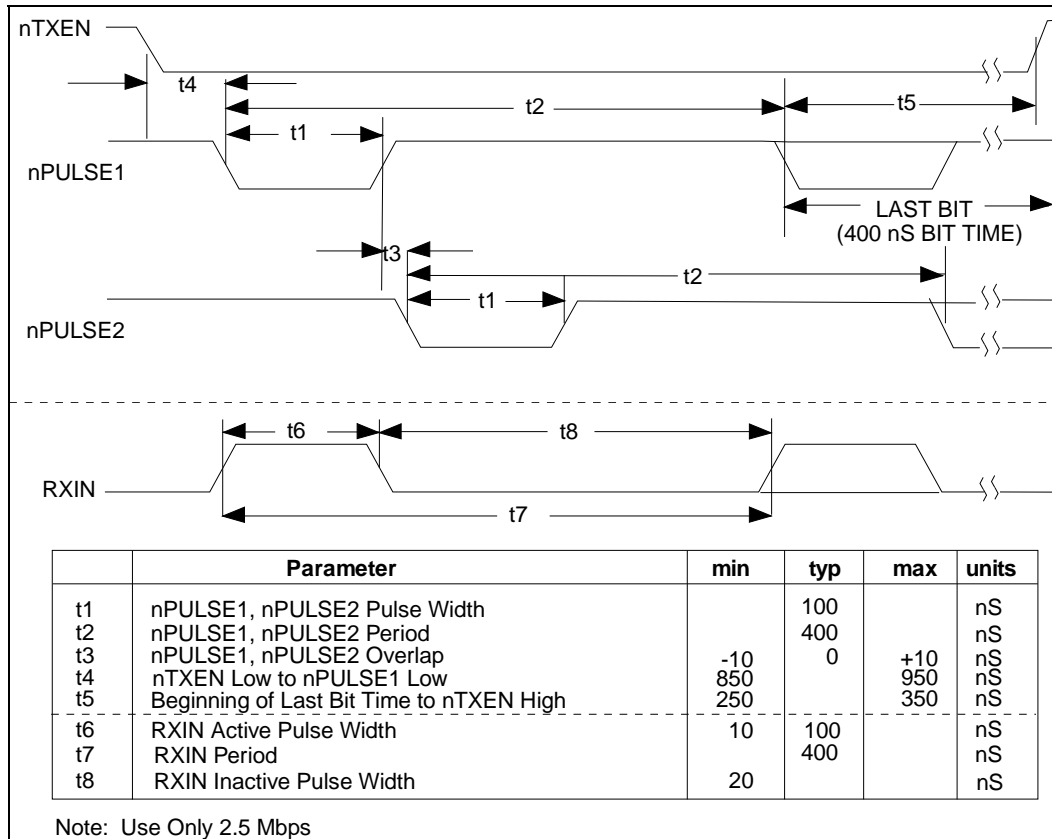 nTXEN
t4
t2
t5
t1
nPULSE1
LAST BIT
(400 nS BIT TIME)
t3
t2
t1
nPULSE2
t6
t8
RXIN
t7
Parameter min typ max units
t1 nPULSE1, nPULSE2 Pulse Width 100 nS
t2 nPULSE1, nPULSE2 Period 400 nS
t3 nPULSE1, nPULSE2 Overlap -10 0 +10 nS
t4 nTXEN Low to nPULSE1 Low 850 950 nS
t5 Beginning of Last Bit Time to nTXEN High 250 350 nS
t6 RXIN Active Pulse Width 10 100 nS
t7 RXIN Period 400 nS
t8 RXIN Inactive Pulse Width 20 nS
Note: Use Only 2.5 Mbps